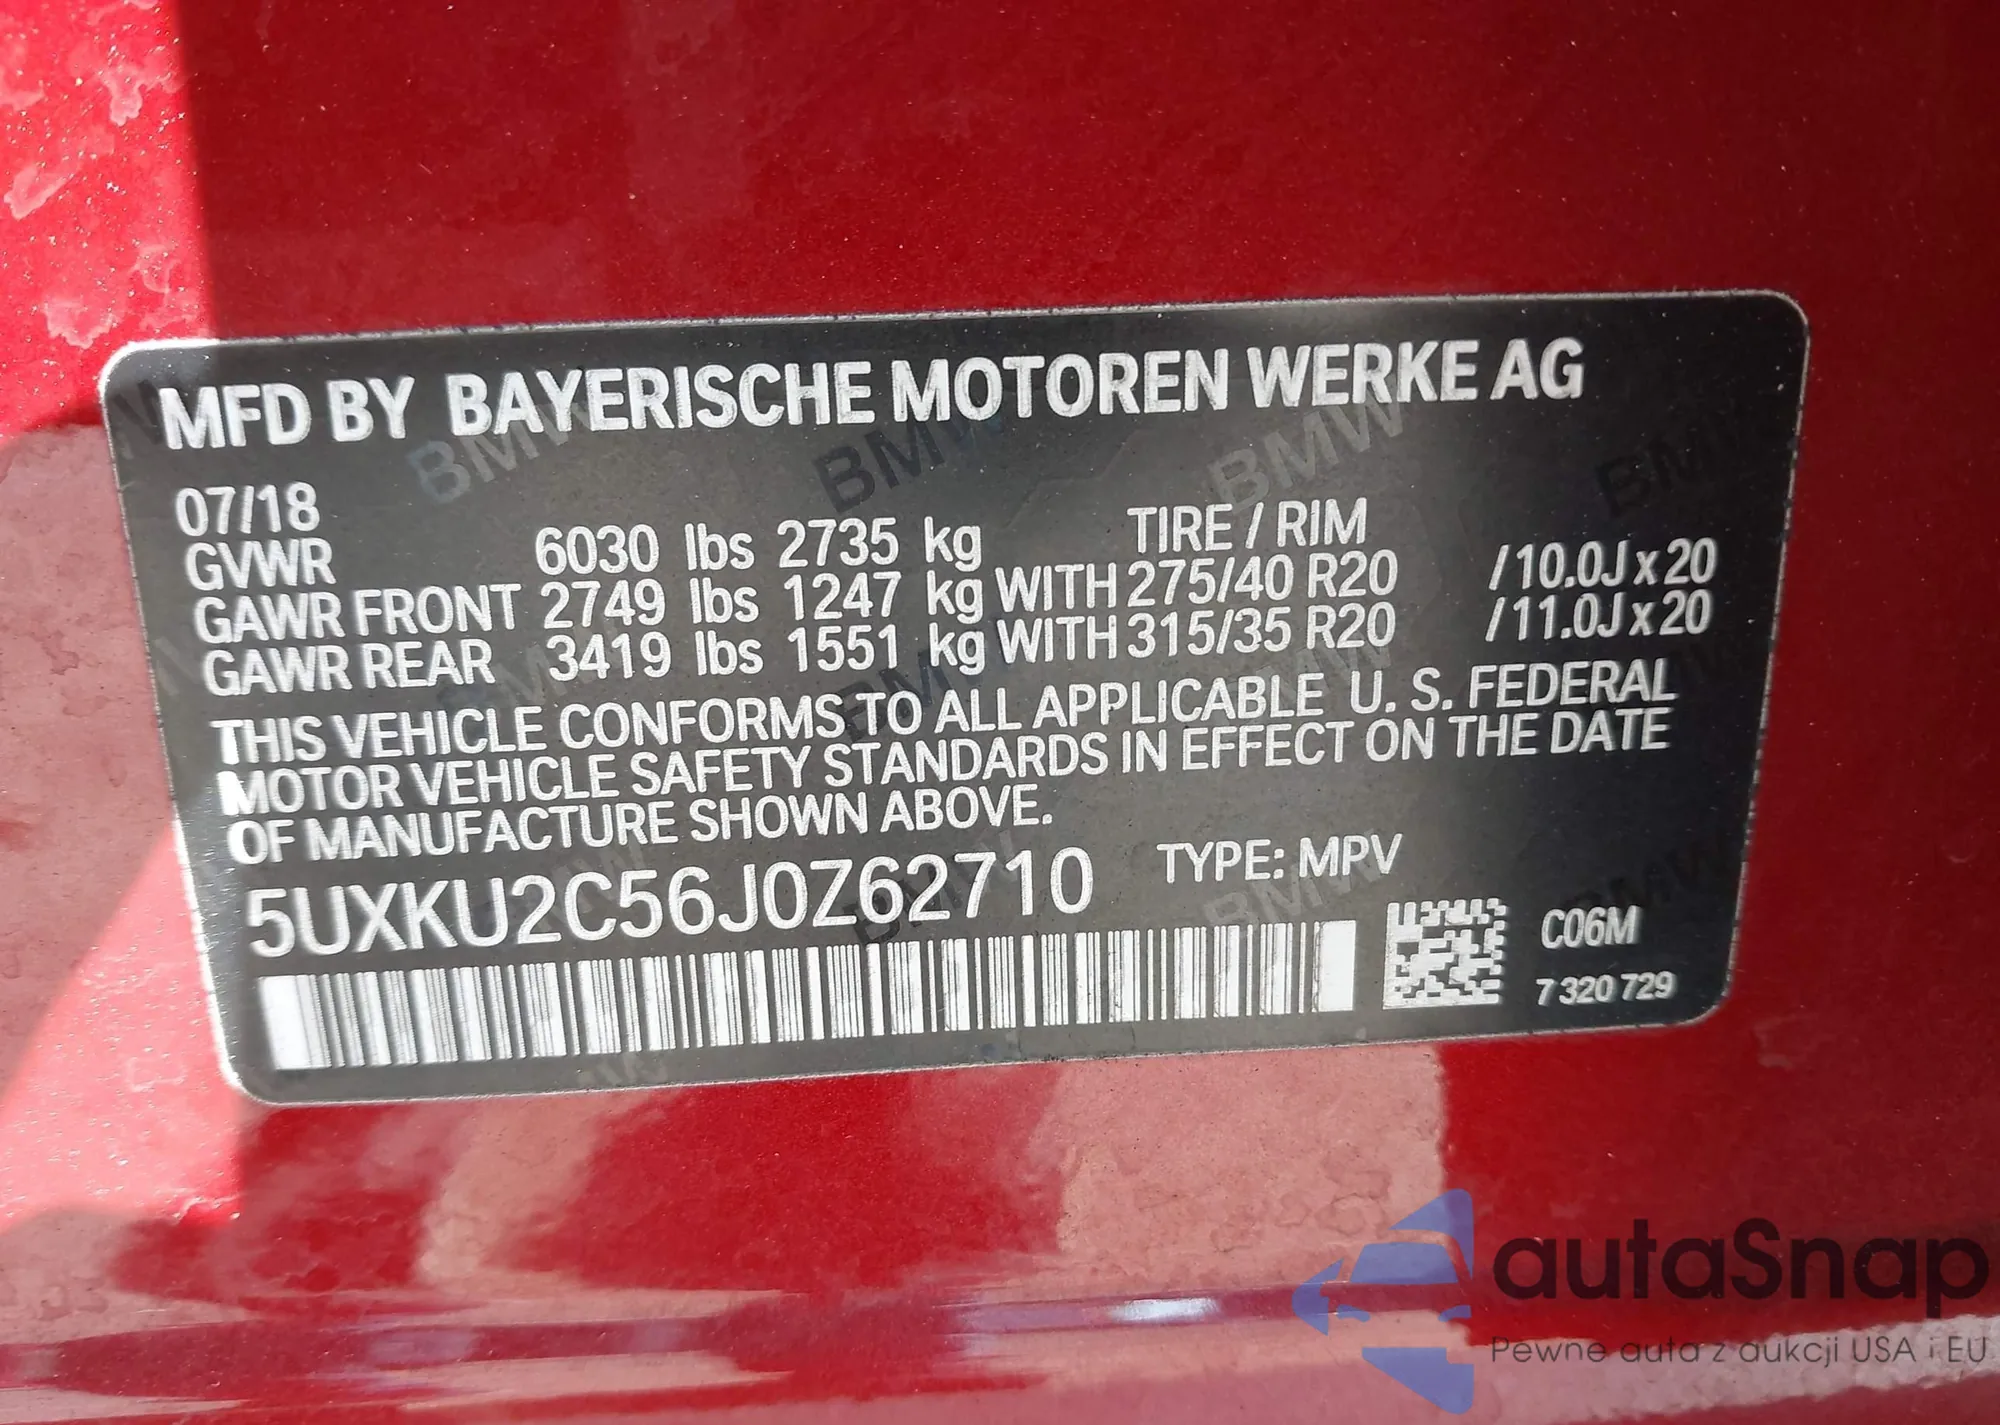 MFD BY BAYERISCHE MOTOREN WERKE AG
07/18
GVWR 6030 lbs 2735 kg TIRE / RIM
GAWR FRONT 2749 lbs 1247 kg WITH 275/40 R20 / 10.0J x 20
GAWR REAR 3419 lbs 1551 kg WITH 315/35 R20 / 11.0J x 20
THIS VEHICLE CONFORMS TO ALL APPLICABLE U. S. FEDERAL
MOTOR VEHICLE SAFETY STANDARDS IN EFFECT ON THE DATE
OF MANUFACTURE SHOWN ABOVE.
5UXKU2C56J0Z62710 TYPE: MPV
C06M
7 320 729
autaSnap
Pewne auta z aukcji USA i EU